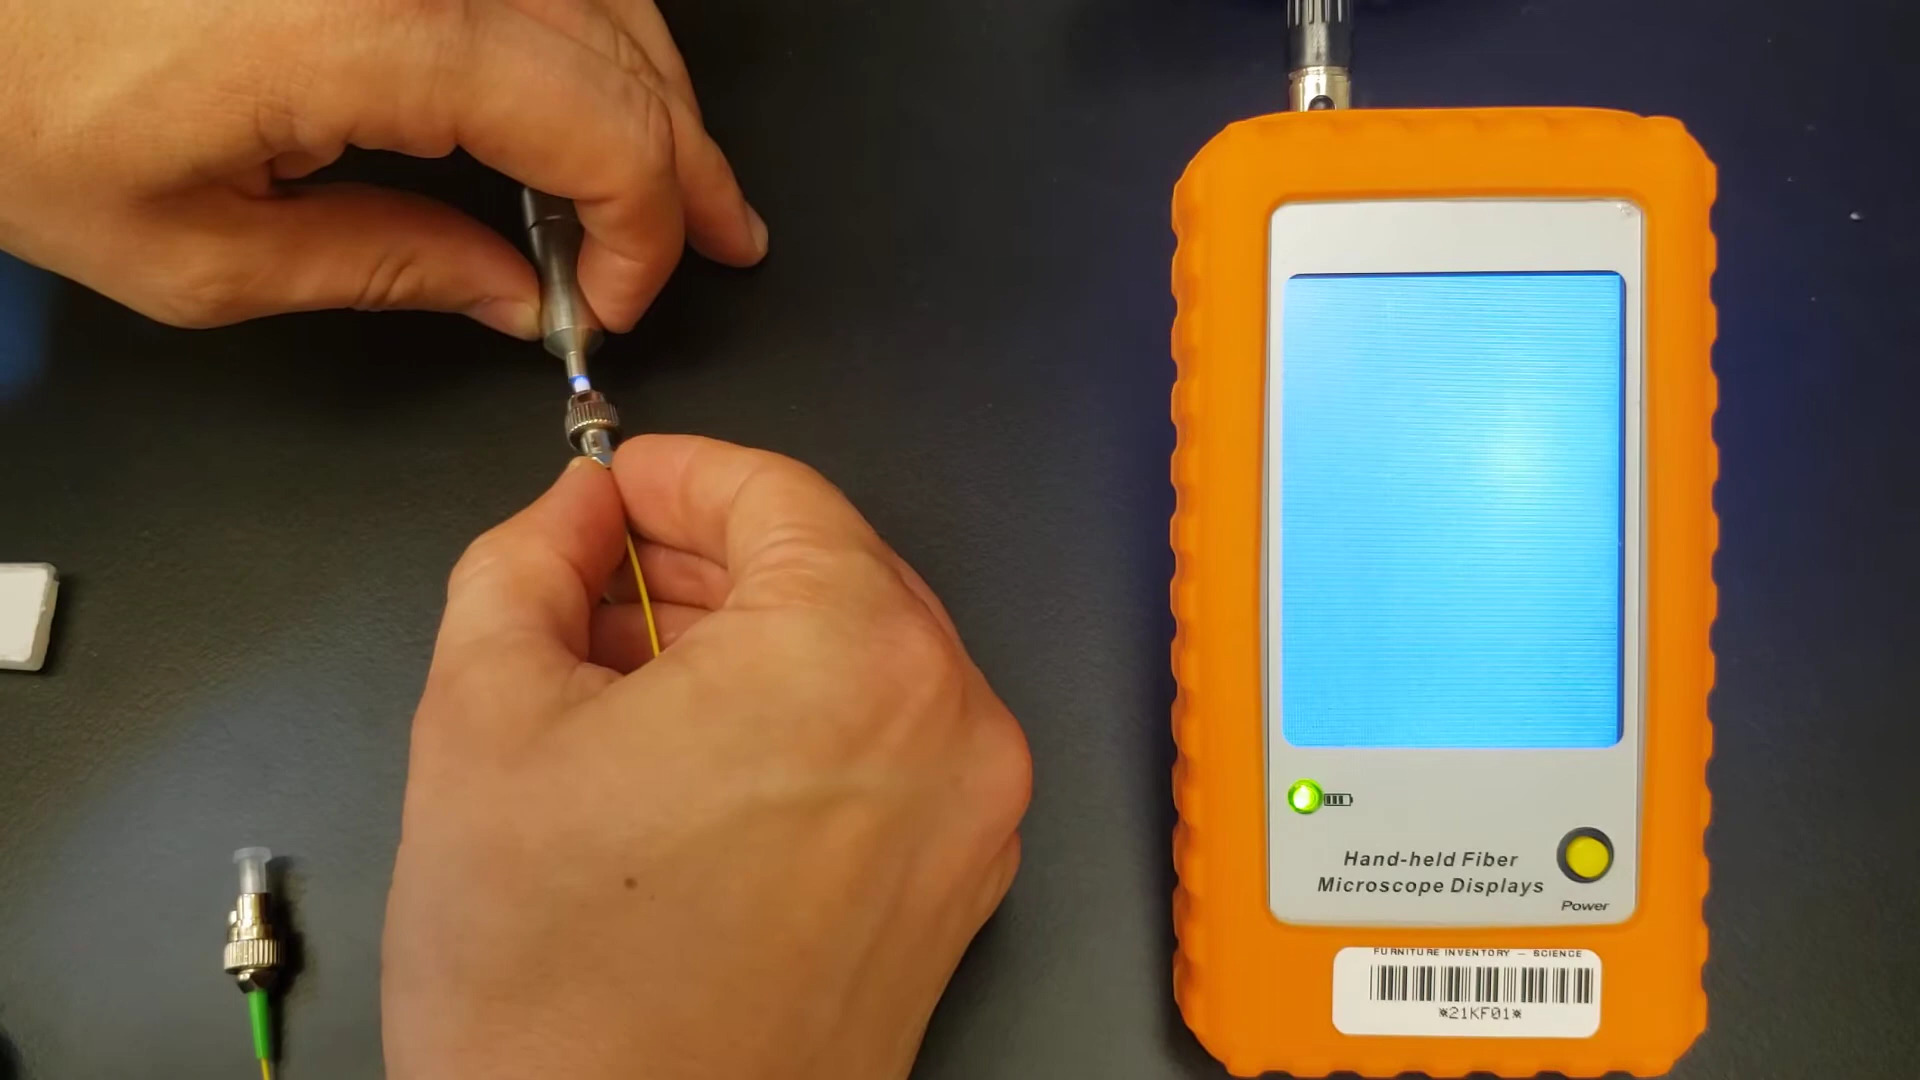 Hand-held Fiber
Microscope Displays
Power
FURNITURE INVENTORY — SCIENCE
*21KF01*